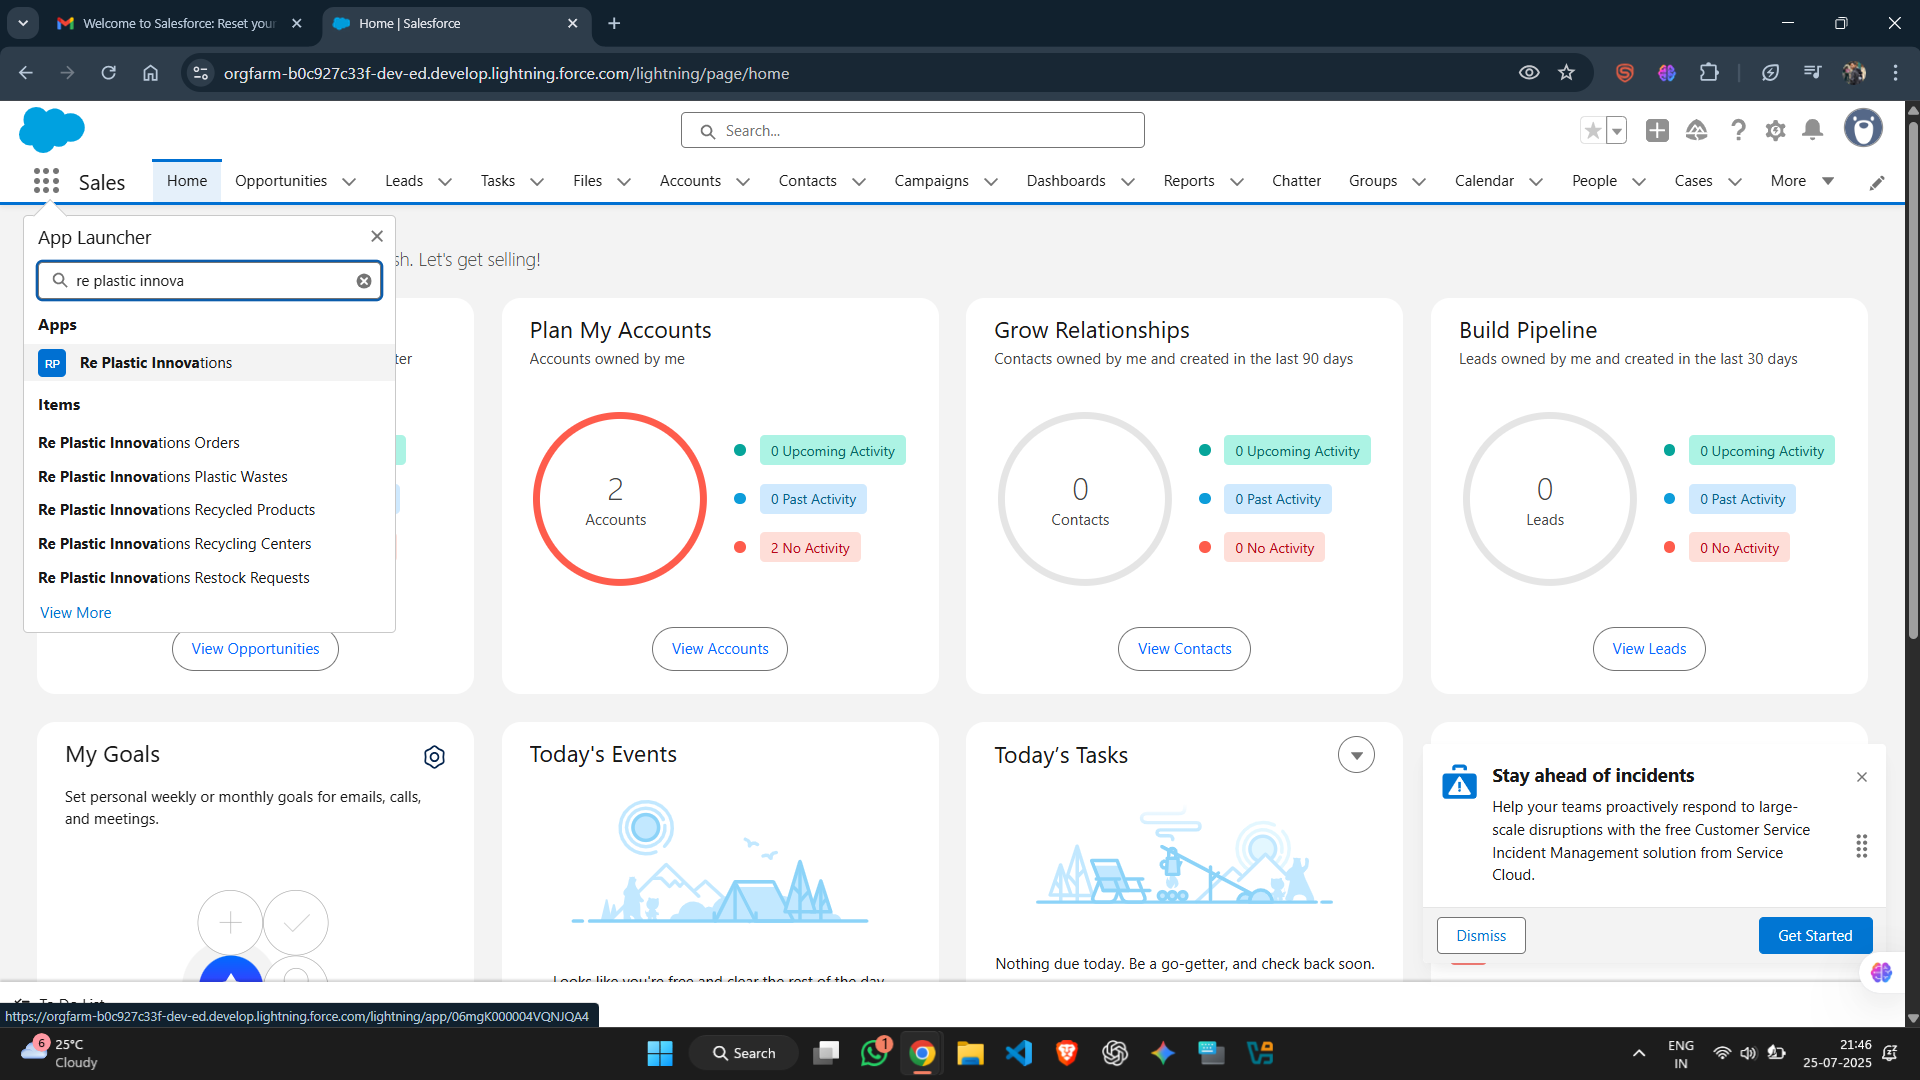 Welcome to Salesforce: Reset your
Home | Salesforce
orgfarm-b0c927c33f-dev-ed.develop.lightning.force.com/lightning/page/home
Search...
Sales
Home
Opportunities
Leads
Tasks
Files
Accounts
Contacts
Campaigns
Dashboards
Reports
Chatter
Groups
Calendar
People
Cases
More
App Launcher
re plastic innova
Apps
RP
Re Plastic Innovations
Items
Re Plastic Innovations Orders
Re Plastic Innovations Plastic Wastes
Re Plastic Innovations Recycled Products
Re Plastic Innovations Recycling Centers
Re Plastic Innovations Restock Requests
View More
sh. Let's get selling!
View Opportunities
Plan My Accounts
Accounts owned by me
2
Accounts
0 Upcoming Activity
0 Past Activity
2 No Activity
View Accounts
Grow Relationships
Contacts owned by me and created in the last 90 days
0
Contacts
0 Upcoming Activity
0 Past Activity
0 No Activity
View Contacts
Build Pipeline
Leads owned by me and created in the last 30 days
0
Leads
0 Upcoming Activity
0 Past Activity
0 No Activity
View Leads
My Goals
Set personal weekly or monthly goals for emails, calls,
and meetings.
Today's Events
Looks like you're free and clear the rest of the day.
Today’s Tasks
Nothing due today. Be a go-getter, and check back soon.
Stay ahead of incidents
Help your teams proactively respond to large-
scale disruptions with the free Customer Service
Incident Management solution from Service
Cloud.
Dismiss
Get Started
To Do List
https://orgfarm-b0c927c33f-dev-ed.develop.lightning.force.com/lightning/app/06mgK000004VQNJQA4
6
25°C
Cloudy
Search
1
ENG
IN
21:46
25-07-2025